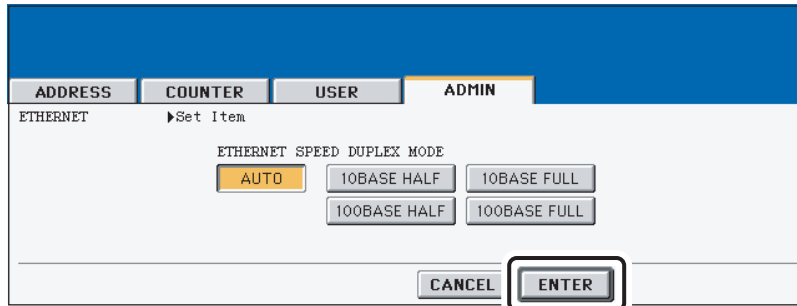 ADDRESS COUNTER USER ADMIN
ETHERNET ▶Set Item
ETHERNET SPEED DUPLEX MODE
AUTO 10BASE HALF 10BASE FULL
100BASE HALF 100BASE FULL
CANCEL ENTER